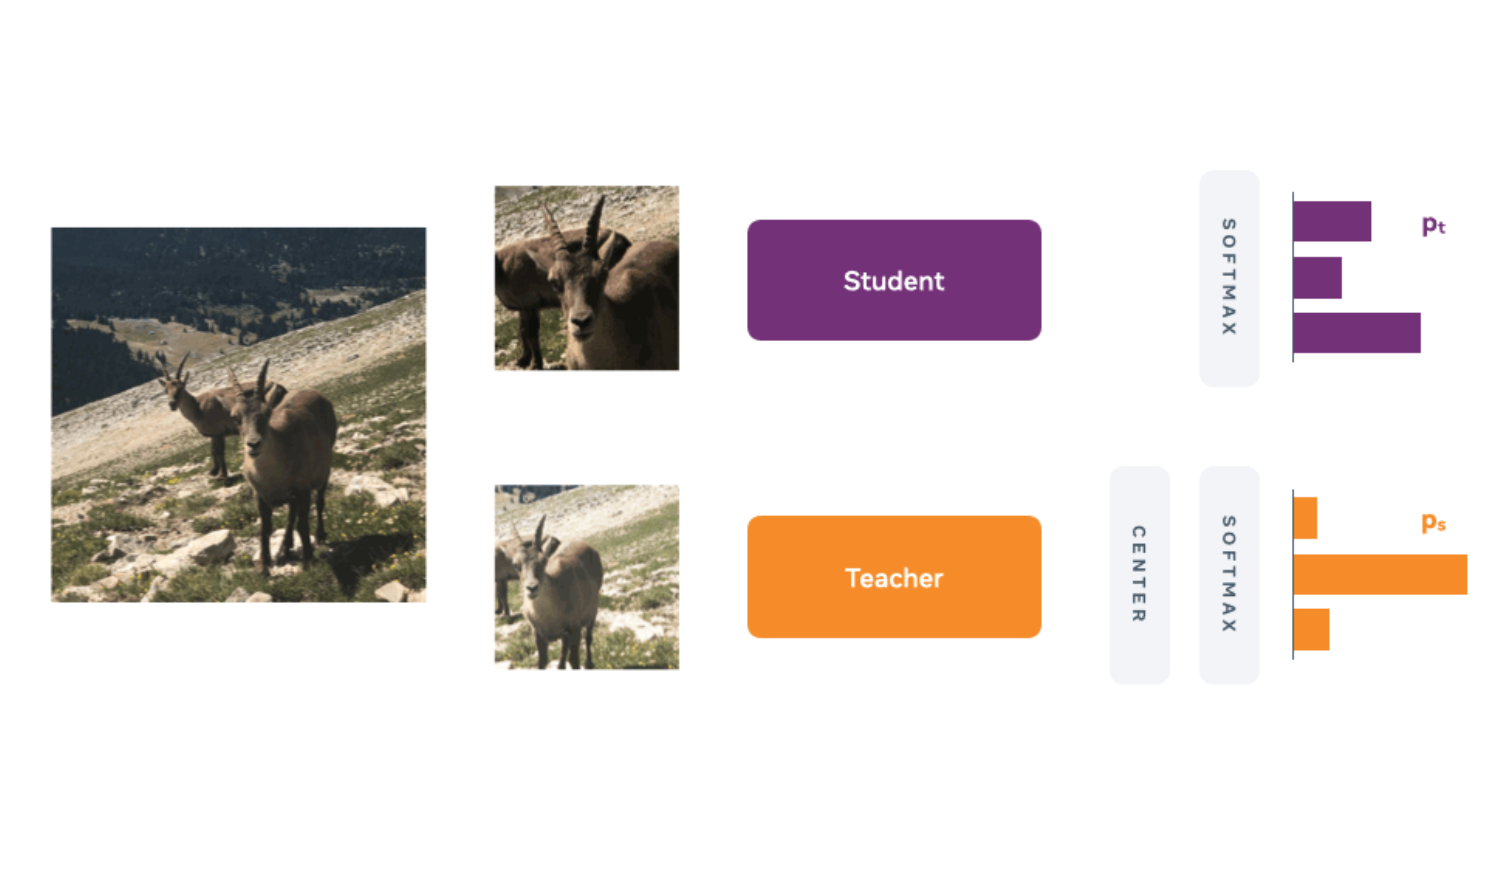 Student
SOFTMAX
pt
Teacher
CENTER
SOFTMAX
ps